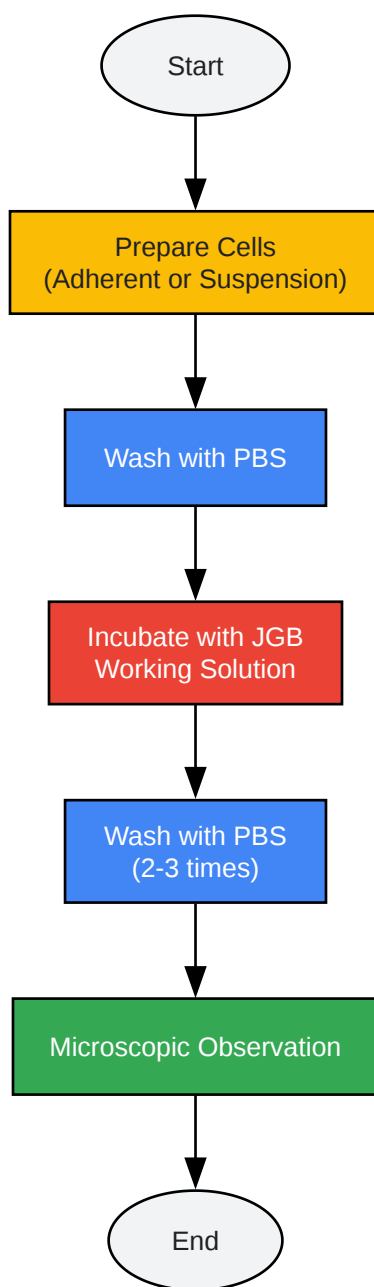 Start
Prepare Cells
(Adherent or Suspension)
Wash with PBS
Incubate with JGB
Working Solution
Wash with PBS
(2-3 times)
Microscopic Observation
End